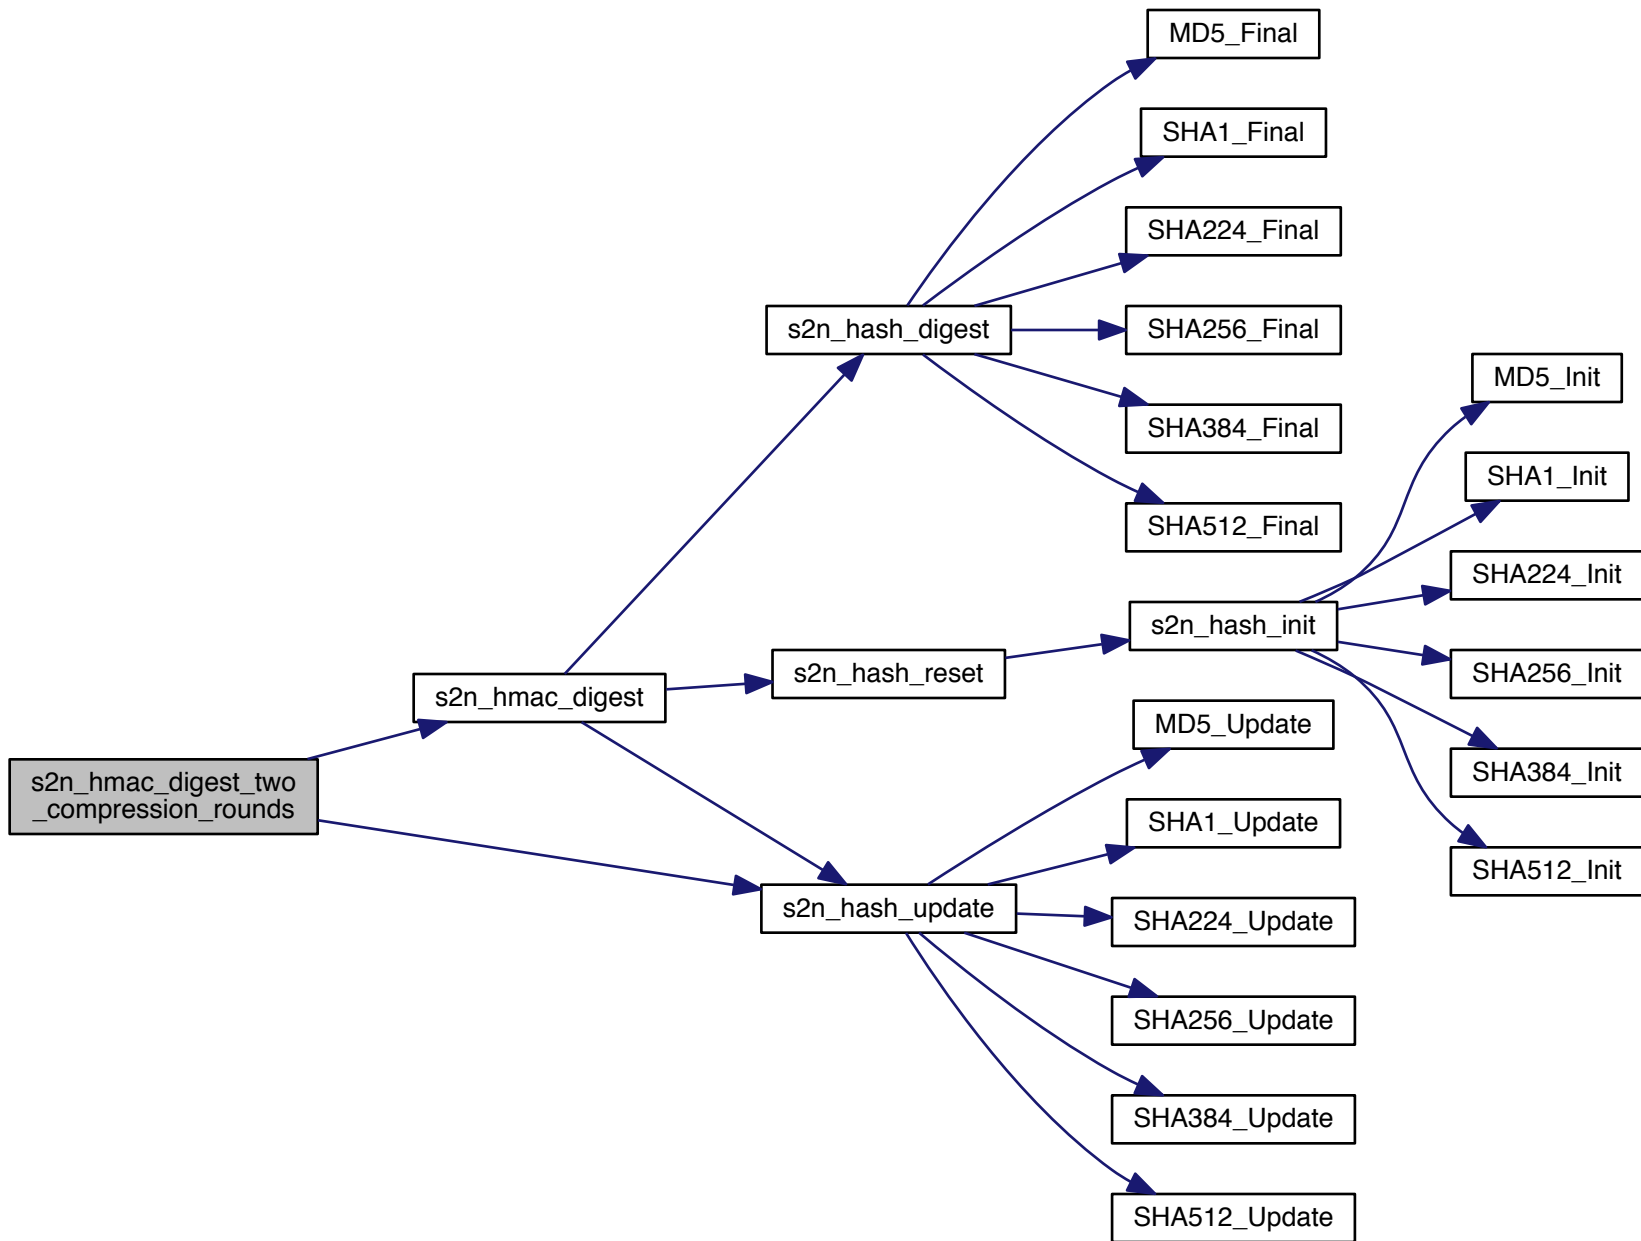 MD5_Final
SHA1_Final
SHA224_Final
s2n_hash_digest
SHA256_Final
MD5_Init
SHA384_Final
SHA1_Init
SHA512_Final
SHA224_Init
s2n_hash_init
s2n_hash_reset
SHA256_Init
s2n_hmac_digest
MD5_Update
SHA384_Init
s2n_hmac_digest_two
_compression_rounds
SHA1_Update
SHA512_Init
s2n_hash_update
SHA224_Update
SHA256_Update
SHA384_Update
SHA512_Update